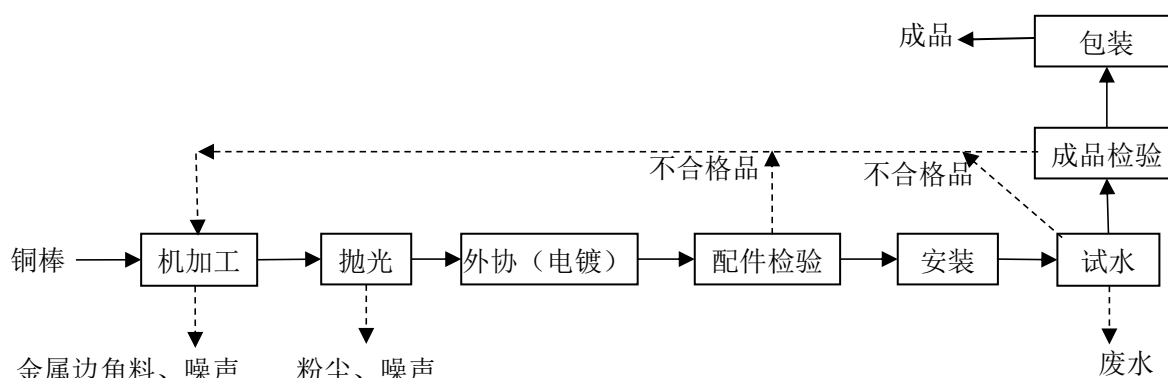 成品
包装
成品检验
不合格品
不合格品
铜棒
机加工
抛光
外协（电镀）
配件检验
安装
试水
金属边角料、噪声
粉尘、噪声
废水